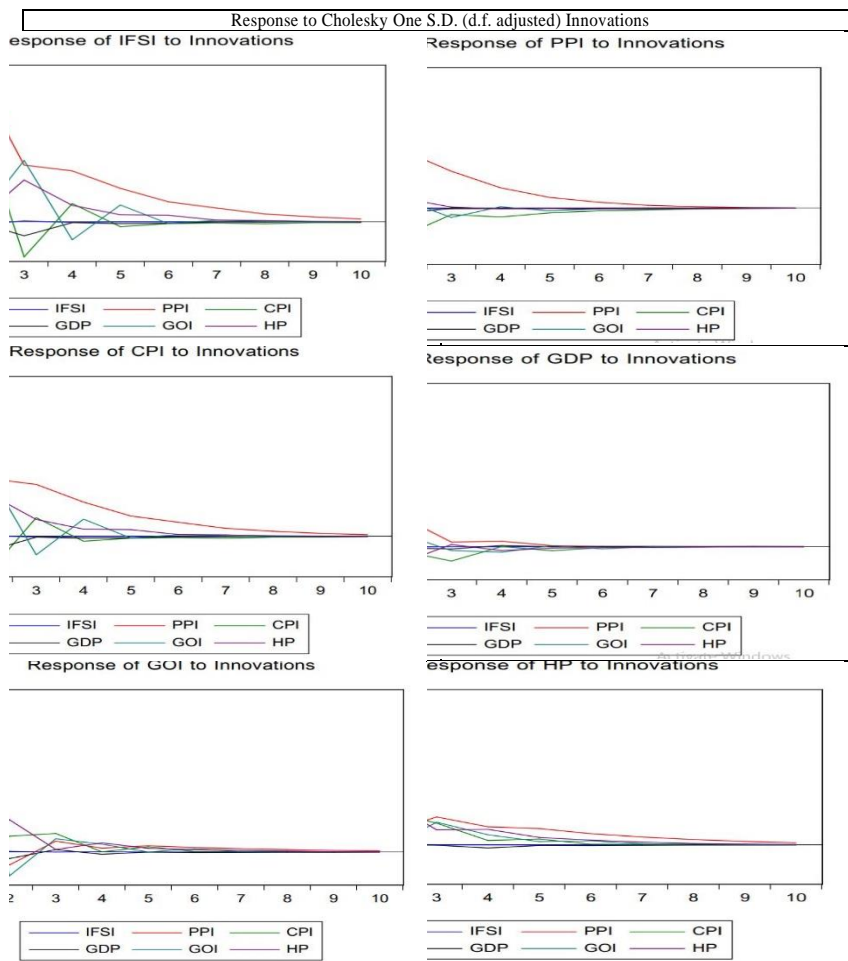 Response to Cholesky One S.D. (d.f. adjusted) Innovations
esponse of IFSI to Innovations
3 4 5 6 7 8 9 10
IFSI PPI CPI
GDP GOI HP
Response of PPI to Innovations
3 4 5 6 7 8 9 10
IFSI PPI CPI
GDP GOI HP
Response of CPI to Innovations
3 4 5 6 7 8 9 10
IFSI PPI CPI
GDP GOI HP
Response of GDP to Innovations
3 4 5 6 7 8 9 10
IFSI PPI CPI
GDP GOI HP
Activate Windows
Response of GOI to Innovations
2 3 4 5 6 7 8 9 10
IFSI PPI CPI
GDP GOI HP
esponse of HP to Innovations
3 4 5 6 7 8 9 10
IFSI PPI CPI
GDP GOI HP